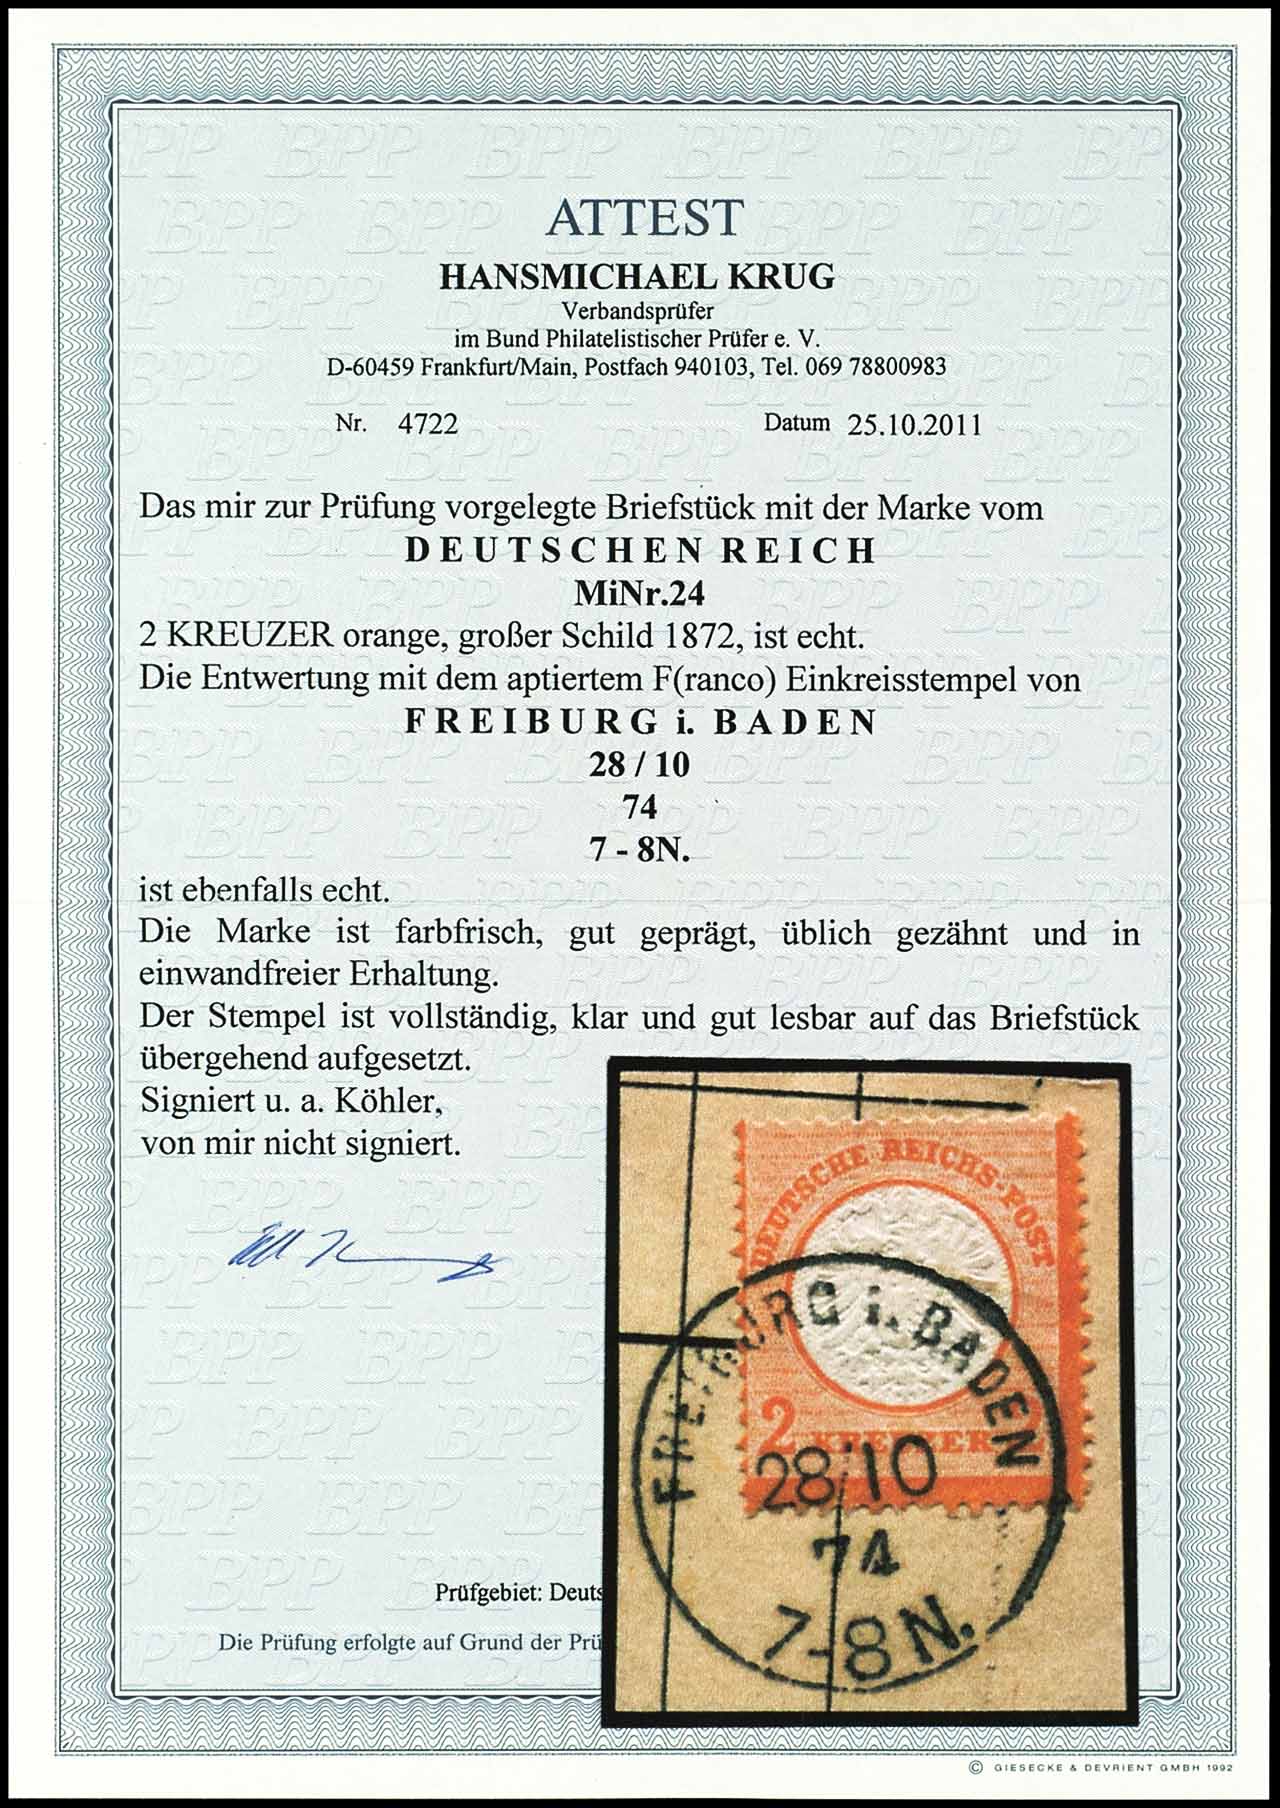 ATTEST
HANSMICHAEL KRUG
Verbandsprüfer
im Bund Philatelistischer Prüfer e. V.
D-60459 Frankfurt/Main, Postfach 940103, Tel. 069 78800983
Nr. 4722 Datum 25.10.2011
Das mir zur Prüfung vorgelegte Briefstück mit der Marke vom
DEUTSCHEN REICH
MiNr.24
2 KREUZER orange, großer Schild 1872, ist echt.
Die Entwertung mit dem aptiertem F(ranco) Einkreisstempel von
FREIBURG i. BADEN
28 / 10
74
7 - 8N.
ist ebenfalls echt.
Die Marke ist farbfrisch, gut geprägt, üblich gezähnt und in
einwandfreier Erhaltung.
Der Stempel ist vollständig, klar und gut lesbar auf das Briefstück
übergehend aufgesetzt.
Signiert u. a. Köhler,
von mir nicht signiert.
DEUTSCHE REICHS-POST
FREIBURG i. BADEN
2 KREUZER 2
28 10
74
7-8N.
Prüfgebiet: Deuts
Die Prüfung erfolgte auf Grund der Prü
© GIESECKE & DEVRIENT GMBH 1992